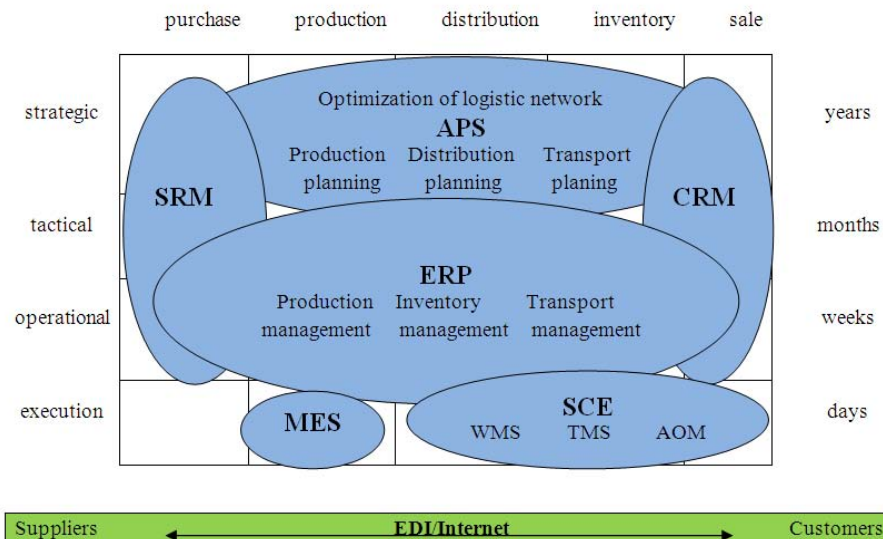 purchase production distribution inventory sale
strategic Optimization of logistic network years
APS
Production Distribution Transport
planning planning planing
SRM CRM
tactical months
ERP
Production Inventory Transport
operational management management management weeks
execution SCE days
MES WMS TMS AOM
Suppliers EDI/Internet Customers